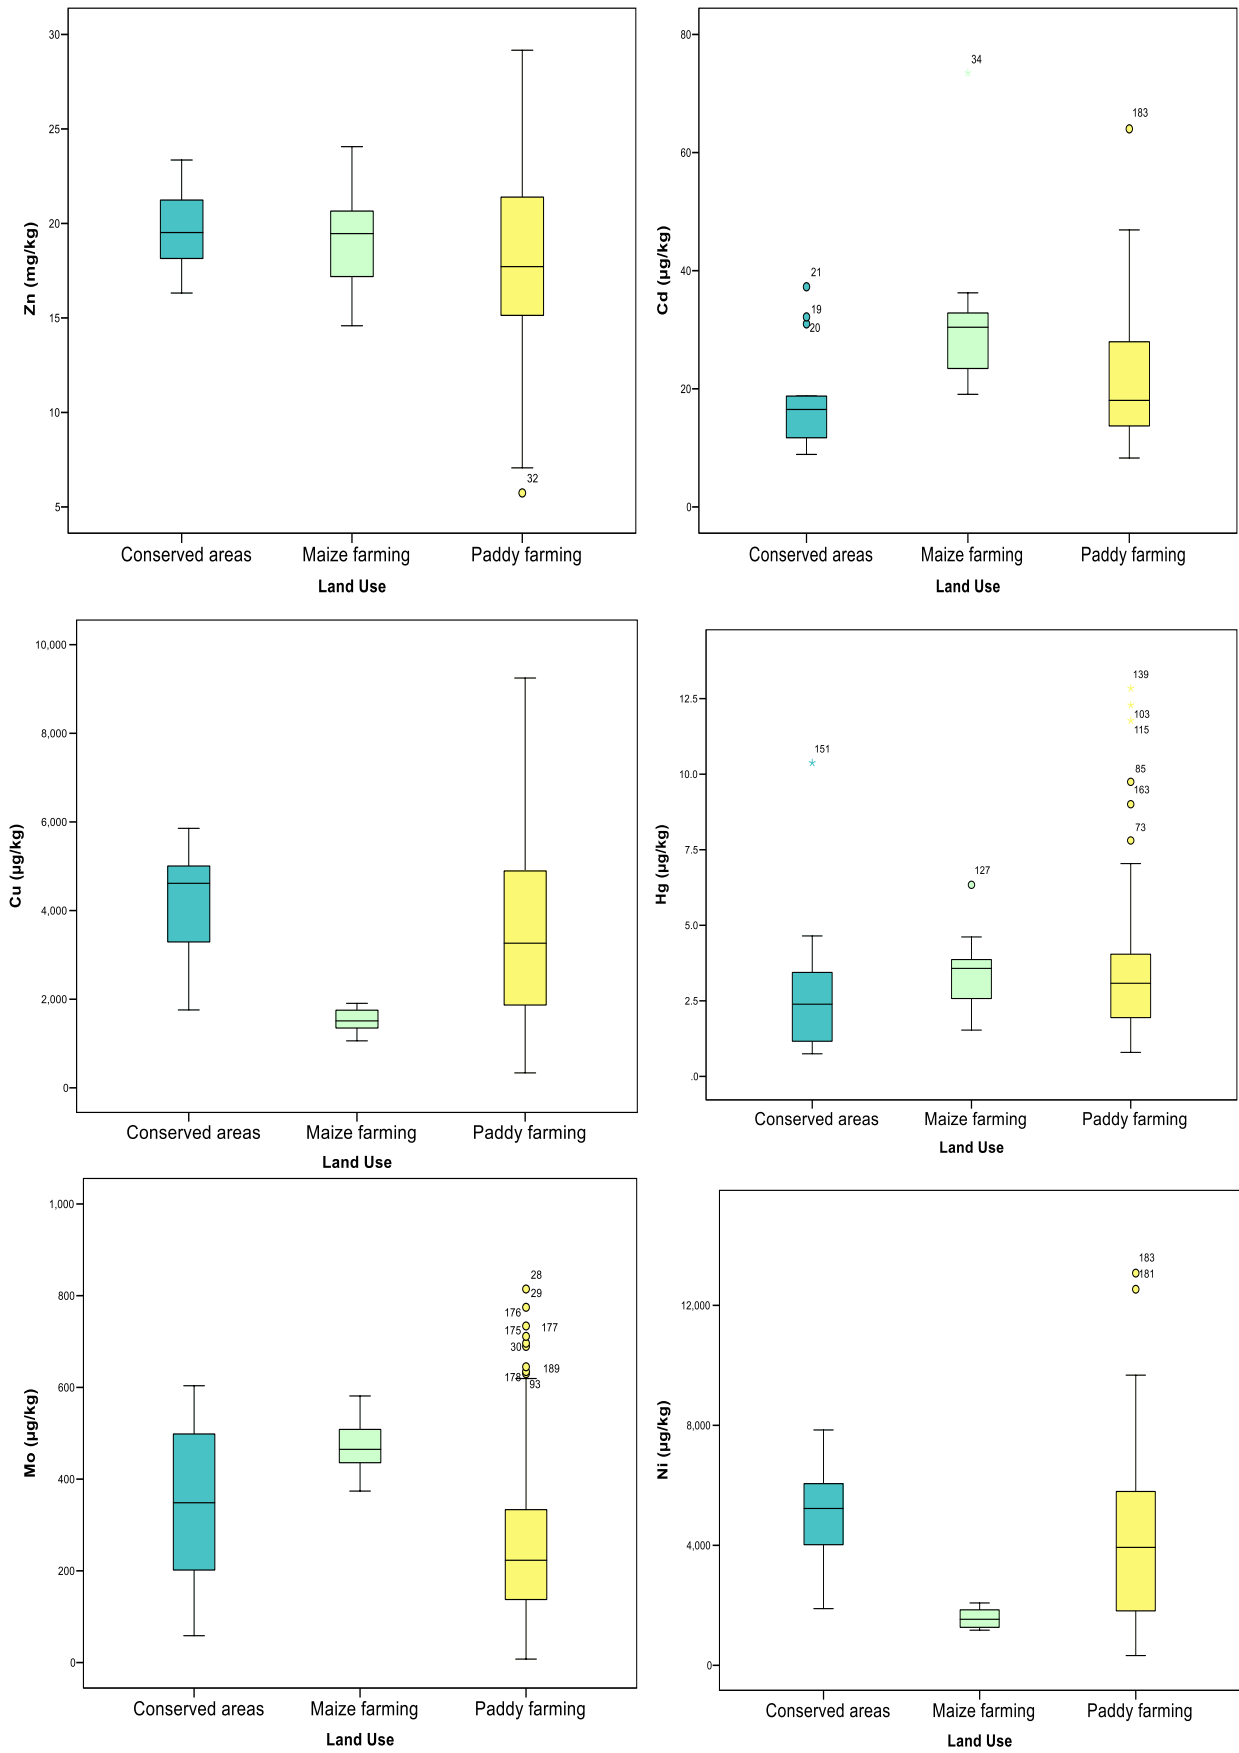 30
25
20
15
10
5
Zn (mg/kg)
32
Conserved areas
Maize farming
Paddy farming
Land Use
80
60
40
20
0
Cd (µg/kg)
34
183
21
19
20
Conserved areas
Maize farming
Paddy farming
Land Use
10,000
8,000
6,000
4,000
2,000
0
Cu (µg/kg)
Conserved areas
Maize farming
Paddy farming
Land Use
12.5
10.0
7.5
5.0
2.5
.0
Hg (µg/kg)
139
103
115
151
85
163
73
127
Conserved areas
Maize farming
Paddy farming
Land Use
1,000
800
600
400
200
0
Mo (µg/kg)
28
29
176
175
177
30
189
178
93
Conserved areas
Maize farming
Paddy farming
Land Use
12,000
8,000
4,000
0
Ni (µg/kg)
183
181
Conserved areas
Maize farming
Paddy farming
Land Use